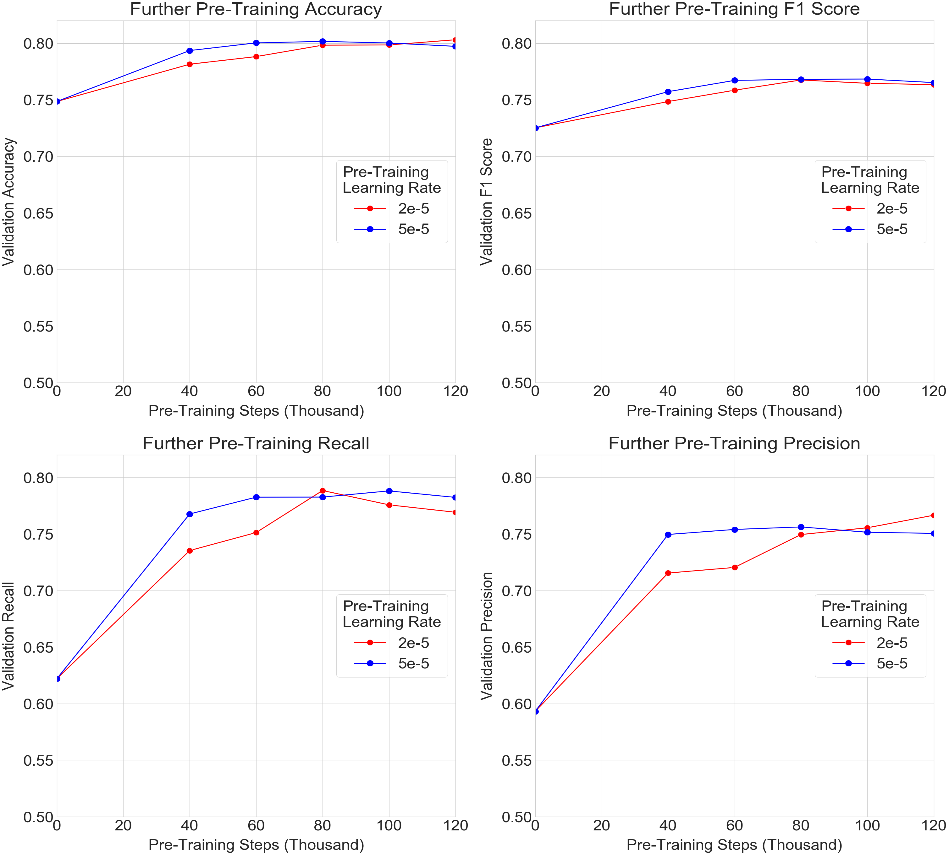 Further Pre-Training Accuracy
Validation Accuracy
0.80
0.75
0.70
0.65
0.60
0.55
0.50
Pre-Training
Learning Rate
2e-5
5e-5
0 20 40 60 80 100 120
Pre-Training Steps (Thousand)
Further Pre-Training F1 Score
Validation F1 Score
0.80
0.75
0.70
0.65
0.60
0.55
0.50
Pre-Training
Learning Rate
2e-5
5e-5
0 20 40 60 80 100 120
Pre-Training Steps (Thousand)
Further Pre-Training Recall
Validation Recall
0.80
0.75
0.70
0.65
0.60
0.55
0.50
Pre-Training
Learning Rate
2e-5
5e-5
0 20 40 60 80 100 120
Pre-Training Steps (Thousand)
Further Pre-Training Precision
Validation Precision
0.80
0.75
0.70
0.65
0.60
0.55
0.50
Pre-Training
Learning Rate
2e-5
5e-5
0 20 40 60 80 100 120
Pre-Training Steps (Thousand)